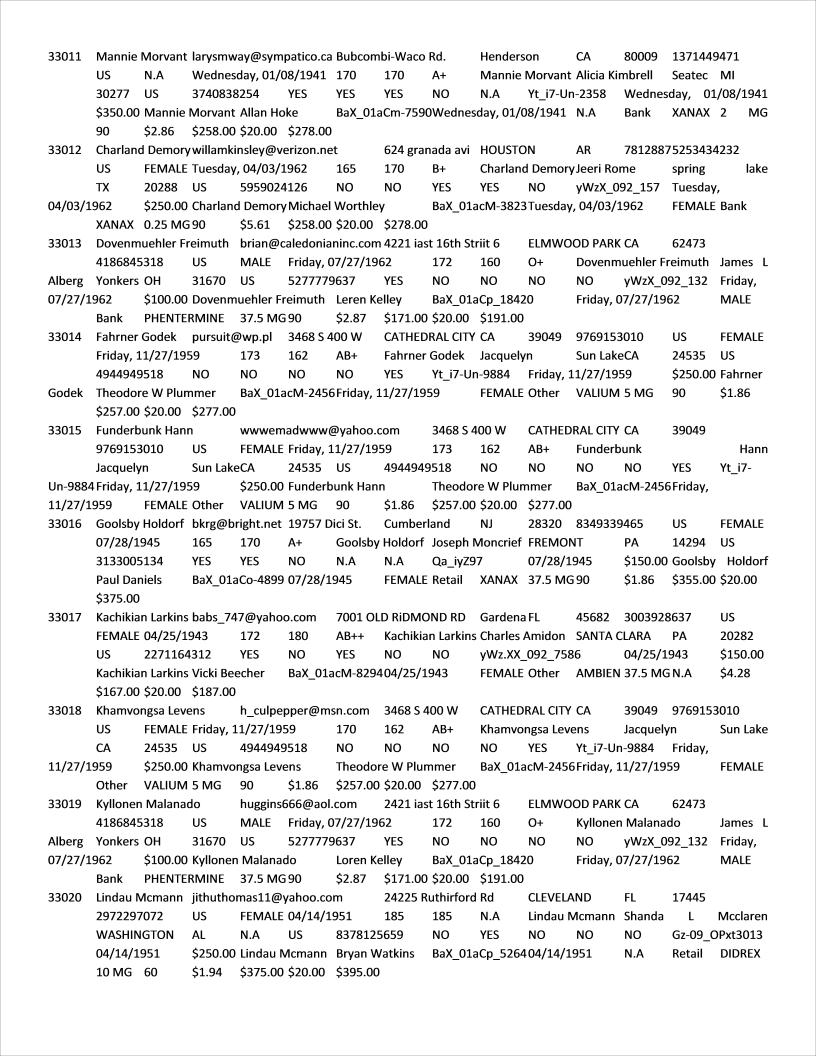 33011 Mannie Morvant larysmway@sympatico.ca Bubcombi-Waco Rd. Henderson CA 80009 1371449471
US N.A Wednesday, 01/08/1941 170 170 A+ Mannie Morvant Alicia Kimbrell Seatec MI
30277 US 3740838254 YES YES YES NO N.A Yt_i7-Un-2358 Wednesday, 01/08/1941
$350.00 Mannie Morvant Allan Hoke BaX_01aCm-7590Wednesday, 01/08/1941 N.A Bank XANAX 2 MG
90 $2.86 $258.00 $20.00 $278.00
33012 Charland Demory willamkinsley@verizon.net 624 granada avi HOUSTON AR 78128875253434232
US FEMALE Tuesday, 04/03/1962 165 170 B+ Charland Demory Jeeri Rome spring lake
TX 20288 US 5959024126 NO NO YES YES NO yWzX_092_157 Tuesday,
04/03/1962 $250.00 Charland Demory Michael Worthley BaX_01acM-3823 Tuesday, 04/03/1962 FEMALE Bank
XANAX 0.25 MG 90 $5.61 $258.00 $20.00 $278.00
33013 Dovenmuehler Freimuth brian@caledonianinc.com 4221 iast 16th Striit 6 ELMWOOD PARK CA 62473
4186845318 US MALE Friday, 07/27/1962 172 160 O+ Dovenmuehler Freimuth James L
Alberg Yonkers OH 31670 US 5277779637 YES NO NO NO NO yWzX_092_132 Friday,
07/27/1962 $100.00 Dovenmuehler Freimuth Leren Kelley BaX_01aCp_18420 Friday, 07/27/1962 MALE
Bank PHENTERMINE 37.5 MG 90 $2.87 $171.00 $20.00 $191.00
33014 Fahrner Godek pursuit@wp.pl 3468 S 400 W CATHEDRAL CITY CA 39049 9769153010 US FEMALE
Friday, 11/27/1959 173 162 AB+ Fahrner Godek Jacquelyn Sun LakeCA 24535 US
4944949518 NO NO NO NO YES Yt_i7-Un-9884 Friday, 11/27/1959 $250.00 Fahrner
Godek Theodore W Plummer BaX_01acM-2456Friday, 11/27/1959 FEMALE Other VALIUM 5 MG 90 $1.86
$257.00 $20.00 $277.00
33015 Funderbunk Hann wwwemadwww@yahoo.com 3468 S 400 W CATHEDRAL CITY CA 39049
9769153010 US FEMALE Friday, 11/27/1959 173 162 AB+ Funderbunk Hann
Jacquelyn Sun LakeCA 24535 US 4944949518 NO NO NO NO YES Yt_i7-
Un-9884Friday, 11/27/1959 $250.00 Funderbunk Hann Theodore W Plummer BaX_01acM-2456Friday,
11/27/1959 FEMALE Other VALIUM 5 MG 90 $1.86 $257.00 $20.00 $277.00
33016 Goolsby Holdorf bkrg@bright.net 19757 Dici St. Cumberland NJ 28320 8349339465 US FEMALE
07/28/1945 165 170 A+ Goolsby Holdorf Joseph Moncrief FREMONT PA 14294 US
3133005134 YES YES NO N.A N.A Qa_iyZ97 07/28/1945 $150.00 Goolsby Holdorf
Paul Daniels BaX_01aCo-4899 07/28/1945 FEMALE Retail XANAX 37.5 MG 90 $1.86 $355.00 $20.00
$375.00
33017 Kachikian Larkins babs_747@yahoo.com 7001 OLD RiDMOND RD Gardena FL 45682 3003928637 US
FEMALE 04/25/1943 172 180 AB++ Kachikian Larkins Charles Amidon SANTA CLARA PA 20282
US 2271164312 YES NO YES NO NO yWz.XX_092_7586 04/25/1943 $150.00
Kachikian Larkins Vicki Beecher BaX_01acM-829404/25/1943 FEMALE Other AMBIEN 37.5 MG N.A $4.28
$167.00 $20.00 $187.00
33018 Khamvongsa Levens h_culpepper@msn.com 3468 S 400 W CATHEDRAL CITY CA 39049 9769153010
US FEMALE Friday, 11/27/1959 170 162 AB+ Khamvongsa Levens Jacquelyn Sun Lake
CA 24535 US 4944949518 NO NO NO NO YES Yt_i7-Un-9884 Friday,
11/27/1959 $250.00 Khamvongsa Levens Theodore W Plummer BaX_01acM-2456Friday, 11/27/1959 FEMALE
Other VALIUM 5 MG 90 $1.86 $257.00 $20.00 $277.00
33019 Kyllonen Malanado huggins666@aol.com 2421 iast 16th Striit 6 ELMWOOD PARK CA 62473
4186845318 US MALE Friday, 07/27/1962 172 160 O+ Kyllonen Malanado James L
Alberg Yonkers OH 31670 US 5277779637 YES NO NO NO NO yWzX_092_132 Friday,
07/27/1962 $100.00 Kyllonen Malanado Loren Kelley BaX_01aCp_18420 Friday, 07/27/1962 MALE
Bank PHENTERMINE 37.5 MG 90 $2.87 $171.00 $20.00 $191.00
33020 Lindau Mcmann jithuthomas11@yahoo.com 24225 Ruthirford Rd CLEVELAND FL 17445
2972297072 US FEMALE 04/14/1951 185 185 N.A Lindau Mcmann Shanda L Mcclaren
WASHINGTON AL N.A US 8378125659 NO YES NO NO NO Gz-09_OPxt3013
04/14/1951 $250.00 Lindau Mcmann Bryan Watkins BaX_01aCp_526404/14/1951 N.A Retail DIDREX
10 MG 60 $1.94 $375.00 $20.00 $395.00